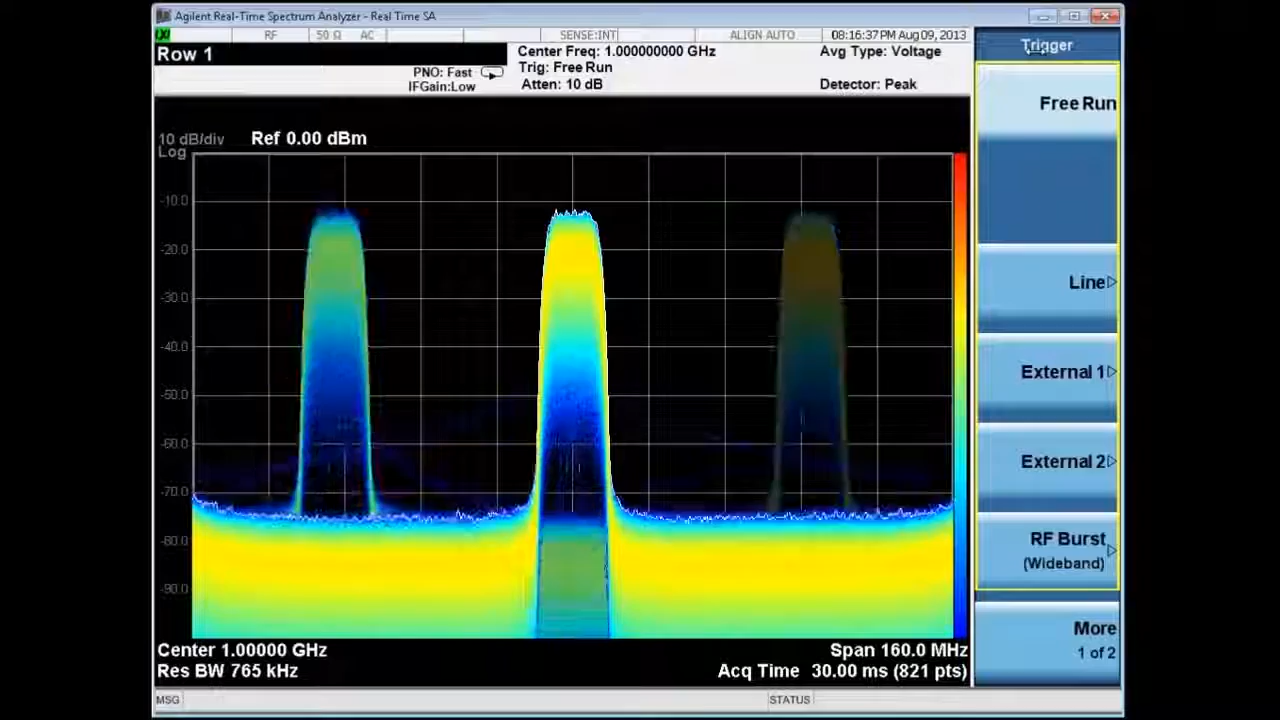 Agilent Real-Time Spectrum Analyzer - Real Time SA
RF 50 Ω AC SENSE:INT ALIGN AUTO 08:16:37 PM Aug 09, 2013
Row 1
Center Freq: 1.000000000 GHz
Avg Type: Voltage
PNO: Fast
Trig: Free Run
IFGain:Low
Atten: 10 dB
Detector: Peak
Trigger
Free Run
Line
External 1
External 2
RF Burst
(Wideband)
More
1 of 2
10 dB/div
Ref 0.00 dBm
Log
-10.0
-20.0
-30.0
-40.0
-50.0
-60.0
-70.0
-80.0
-90.0
Center 1.00000 GHz
Span 160.0 MHz
Res BW 765 kHz
Acq Time 30.00 ms (821 pts)
MSG
STATUS